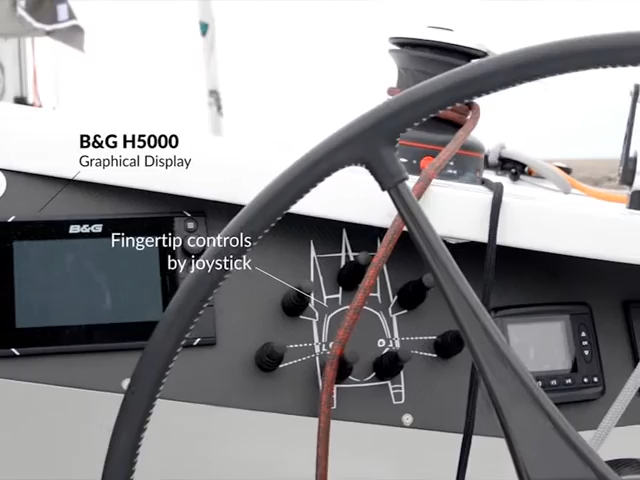 B&G H5000
Graphical Display
B&G
Fingertip controls
by joystick